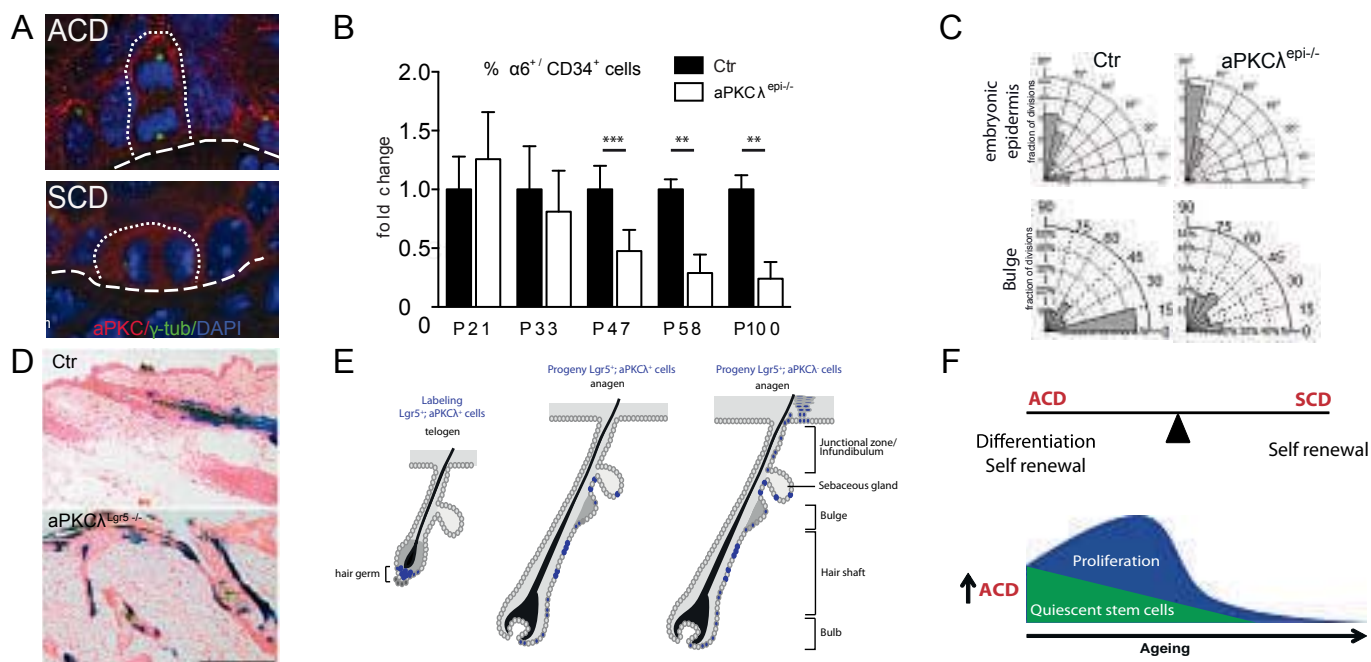 A
ACD
SCD
aPKC/γ-tub/DAPI
B
% α6+/ CD34+ cells
Ctr
aPKCλepi-/-
fold change
2.0
1.5
1.0
0.5
0
0
***
**
**
P21
P33
P47
P58
P100
C
Ctr
aPKCλepi-/-
embryonic
epidermis
fraction of divisions
Bulge
fraction of divisions
90
75
60
45
30
15
0
90
75
60
45
30
15
0
D
Ctr
aPKCλLgr5 -/-
E
Labeling
Lgr5+; aPKCλ+ cells
telogen
hair germ
Progeny Lgr5+; aPKCλ+ cells
anagen
Progeny Lgr5+; aPKCλ- cells
anagen
Junctional zone/
Infundibulum
Sebaceous gland
Bulge
Hair shaft
Bulb
F
ACD
SCD
Differentiation
Self renewal
Self renewal
Proliferation
ACD
Quiescent stem cells
Ageing